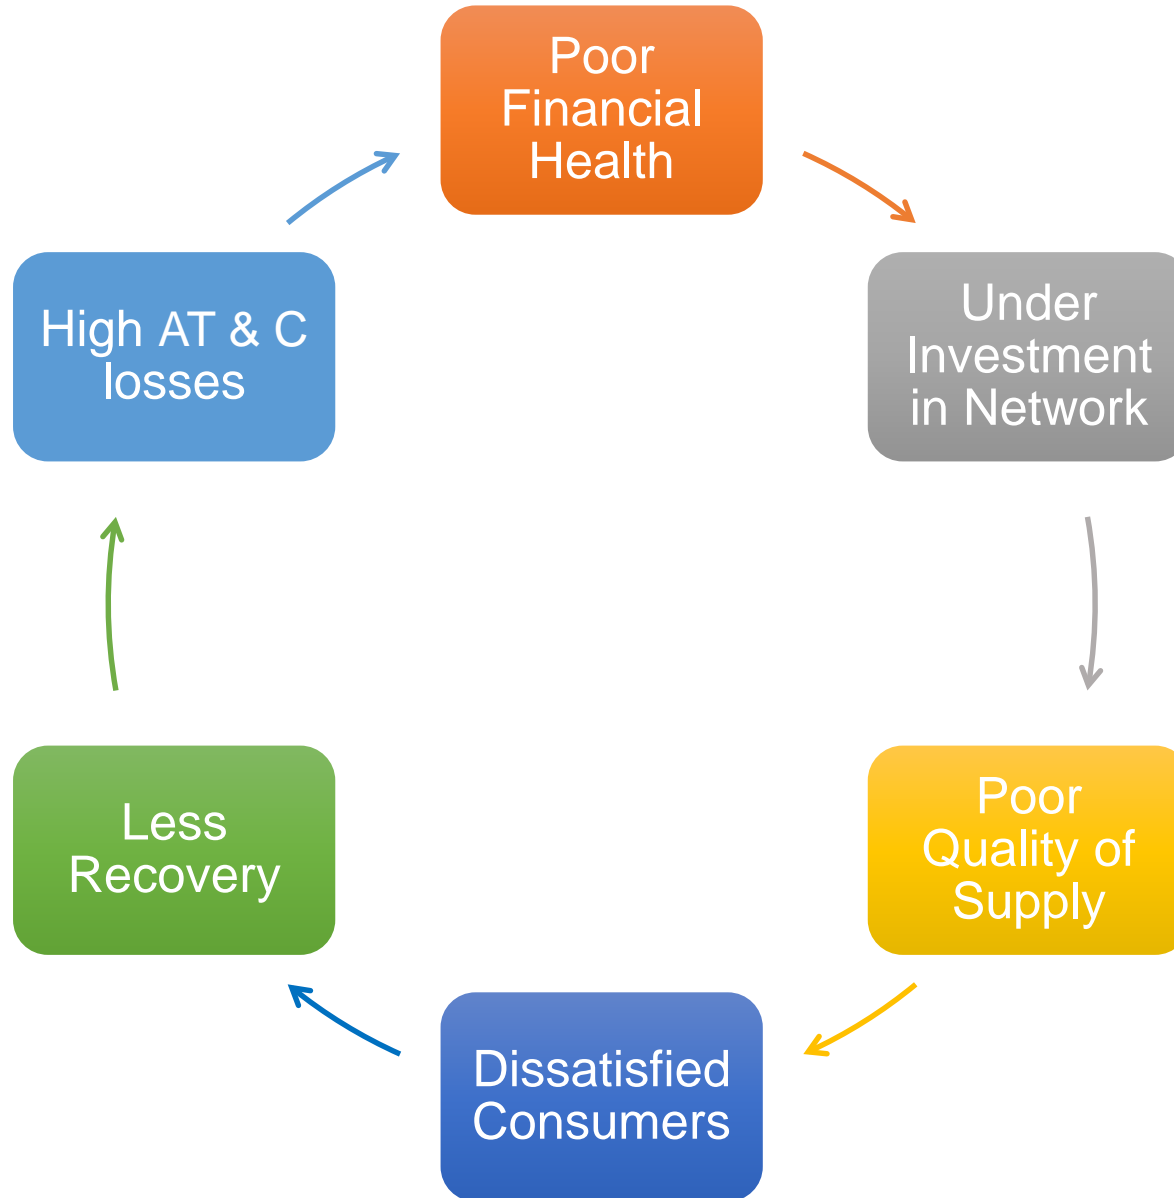 Poor
Financial
Health
Under
Investment
in Network
Poor
Quality of
Supply
Dissatisfied
Consumers
Less
Recovery
High AT & C
losses